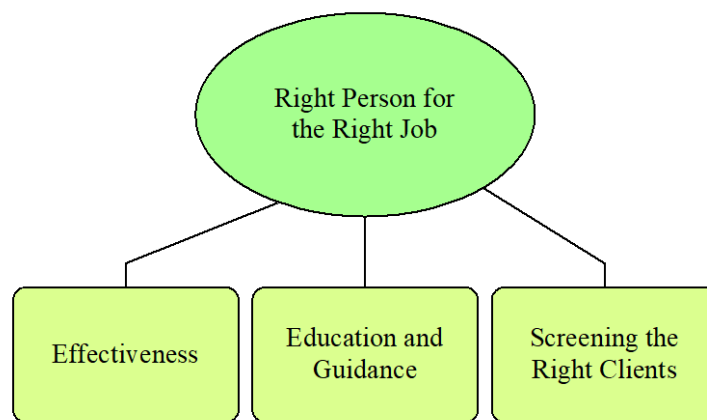 Right Person for
the Right Job
Effectiveness
Education and
Guidance
Screening the
Right Clients